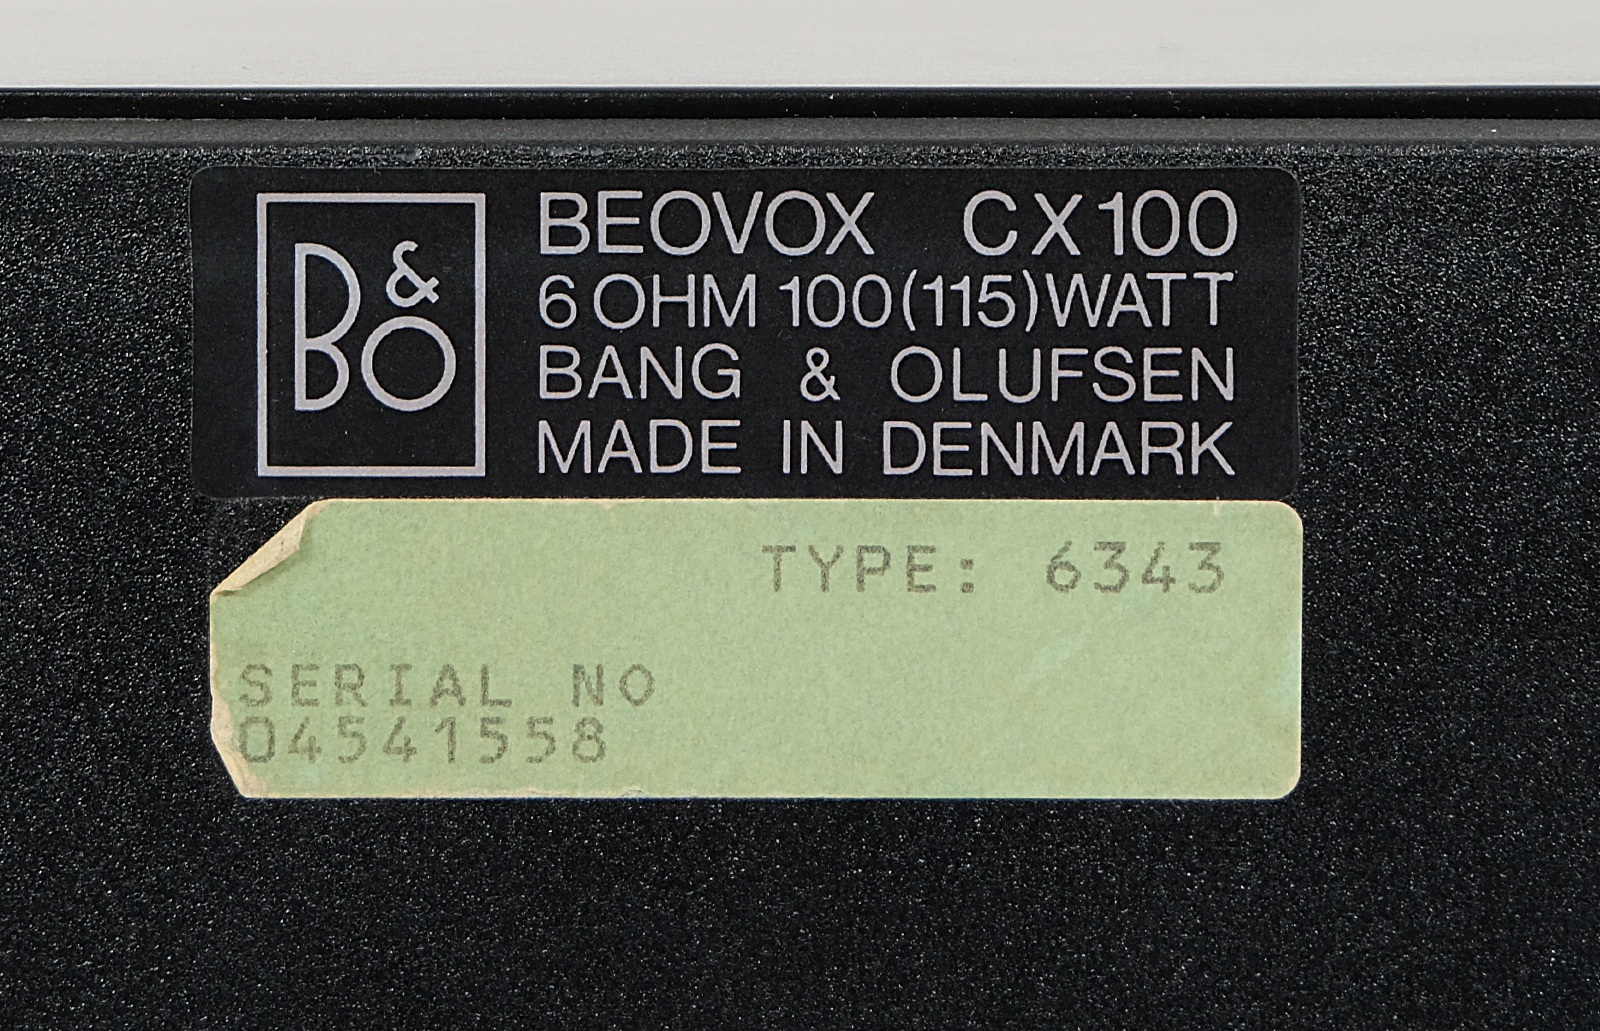 B&O
BEOVOX CX100
6 OHM 100(115)WATT
BANG & OLUFSEN
MADE IN DENMARK
TYPE: 6343
SERIAL NO
04541558